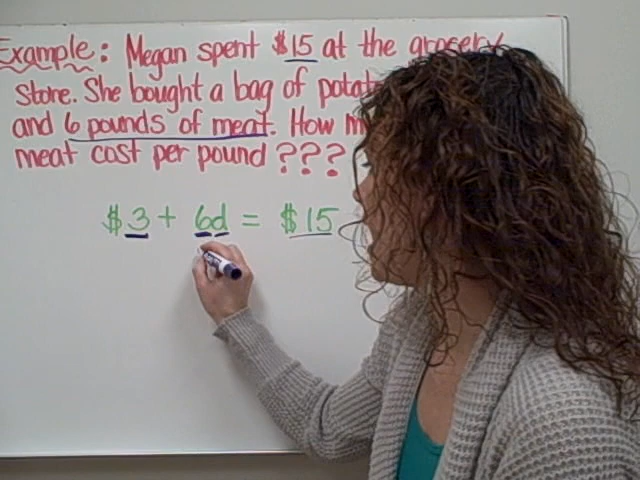 Example: Megan spent $15 at the grocery
store. She bought a bag of
and 6 pounds of meat. How
meat cost per pound ???
$3 + 6d = $15